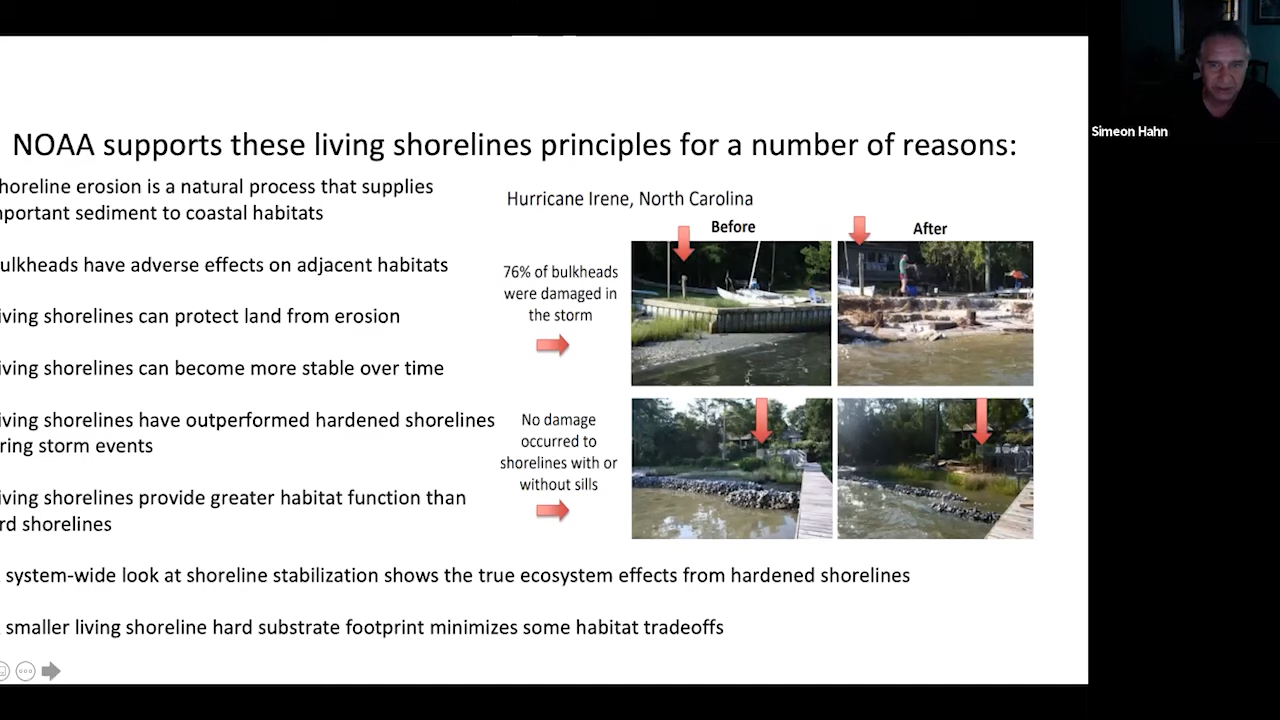 NOAA supports these living shorelines principles for a number of reasons:
horeline erosion is a natural process that supplies
nportant sediment to coastal habitats
ulkheads have adverse effects on adjacent habitats
iving shorelines can protect land from erosion
iving shorelines can become more stable over time
iving shorelines have outperformed hardened shorelines
ring storm events
iving shorelines provide greater habitat function than
rd shorelines
system-wide look at shoreline stabilization shows the true ecosystem effects from hardened shorelines
smaller living shoreline hard substrate footprint minimizes some habitat tradeoffs
Hurricane Irene, North Carolina
Before
After
76% of bulkheads
were damaged in
the storm
No damage
occurred to
shorelines with or
without sills
Simeon Hahn